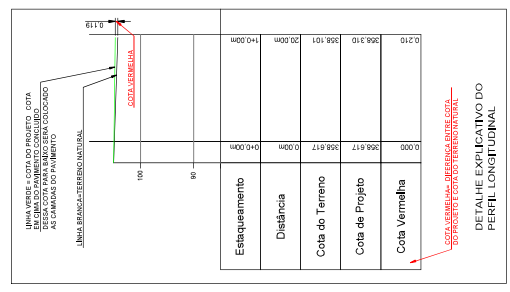 LINHA VERDE = COTA DO PROJETO COTA
EM CIMA DO PAVIMENTO CONCLUIDO
DESSA COTA PARA BAIXO SERÁ COLOCADO
AS CAMADAS DO PAVIMENTO
LINHA BRANCA=TERRENO NATURAL
0.119
COTA VERMELHA
100
90
Estaqueamento
0+0,00m
1+0,00m
Distância
0,00m
20,00m
Cota do Terreno
358,617
358,101
Cota de Projeto
358,617
358,310
Cota Vermelha
0,000
0,210
COTA VERMELHA= DIFERENÇA ENTRE COTA
DO PROJETO E COTA DO TERRENO NATURAL
DETALHE EXPLICATIVO DO
PERFIL LONGITUDINAL